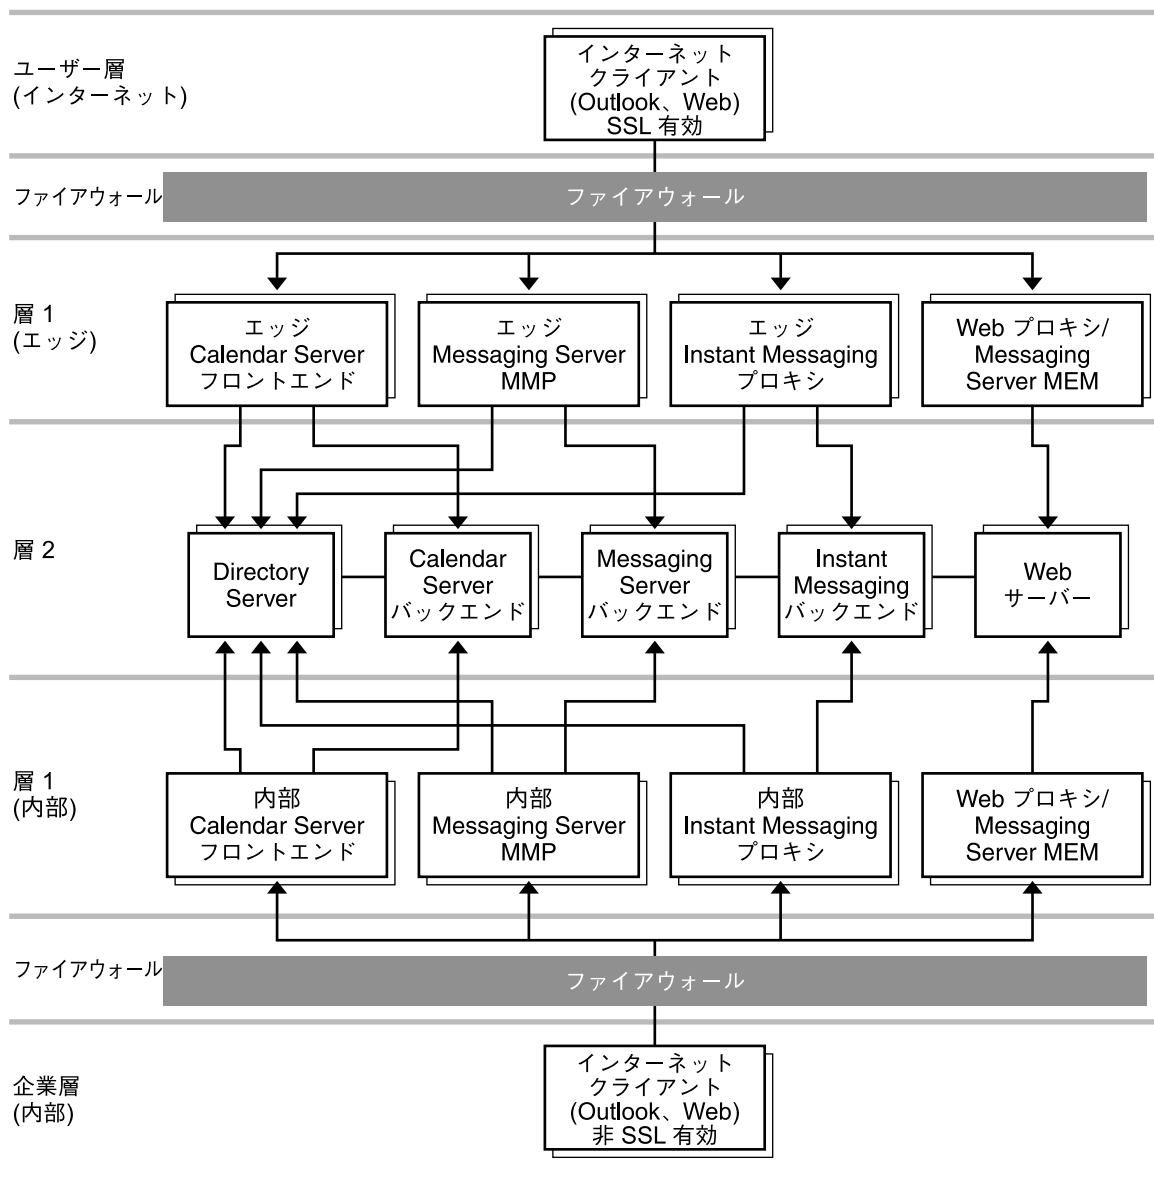 ユーザー層
(インターネット)
インターネット
クライアント
(Outlook、Web)
SSL 有効
ファイアウォール
ファイアウォール
層 1
(エッジ)
エッジ
Calendar Server
フロントエンド
エッジ
Messaging Server
MMP
エッジ
Instant Messaging
プロキシ
Web プロキシ/
Messaging
Server MEM
層 2
Directory
Server
Calendar
Server
バックエンド
Messaging
Server
バックエンド
Instant
Messaging
バックエンド
Web
サーバー
層 1
(内部)
内部
Calendar Server
フロントエンド
内部
Messaging Server
MMP
内部
Instant Messaging
プロキシ
Web プロキシ/
Messaging
Server MEM
ファイアウォール
ファイアウォール
企業層
(内部)
インターネット
クライアント
(Outlook、Web)
非 SSL 有効